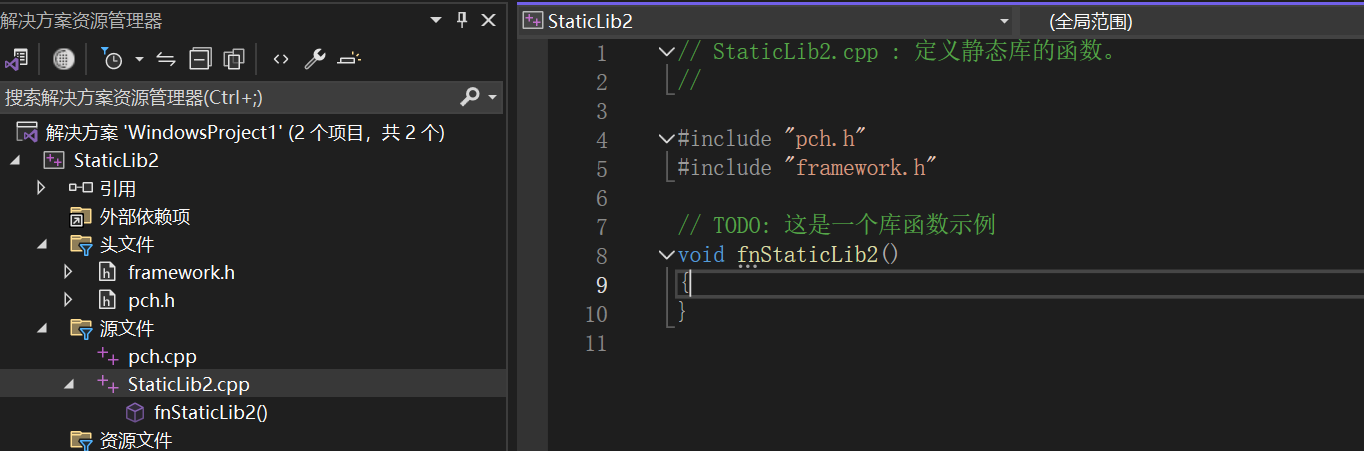 解决方案资源管理器
搜索解决方案资源管理器(Ctrl+;)
解决方案 'WindowsProject1' (2 个项目，共 2 个)
StaticLib2
引用
外部依赖项
头文件
framework.h
pch.h
源文件
pch.cpp
StaticLib2.cpp
fnStaticLib2()
资源文件
StaticLib2
(全局范围)
1 // StaticLib2.cpp : 定义静态库的函数。
2 //
3
4 #include "pch.h"
5 #include "framework.h"
6
7 // TODO: 这是一个库函数示例
8 void fnStaticLib2()
9 {
10 }
11